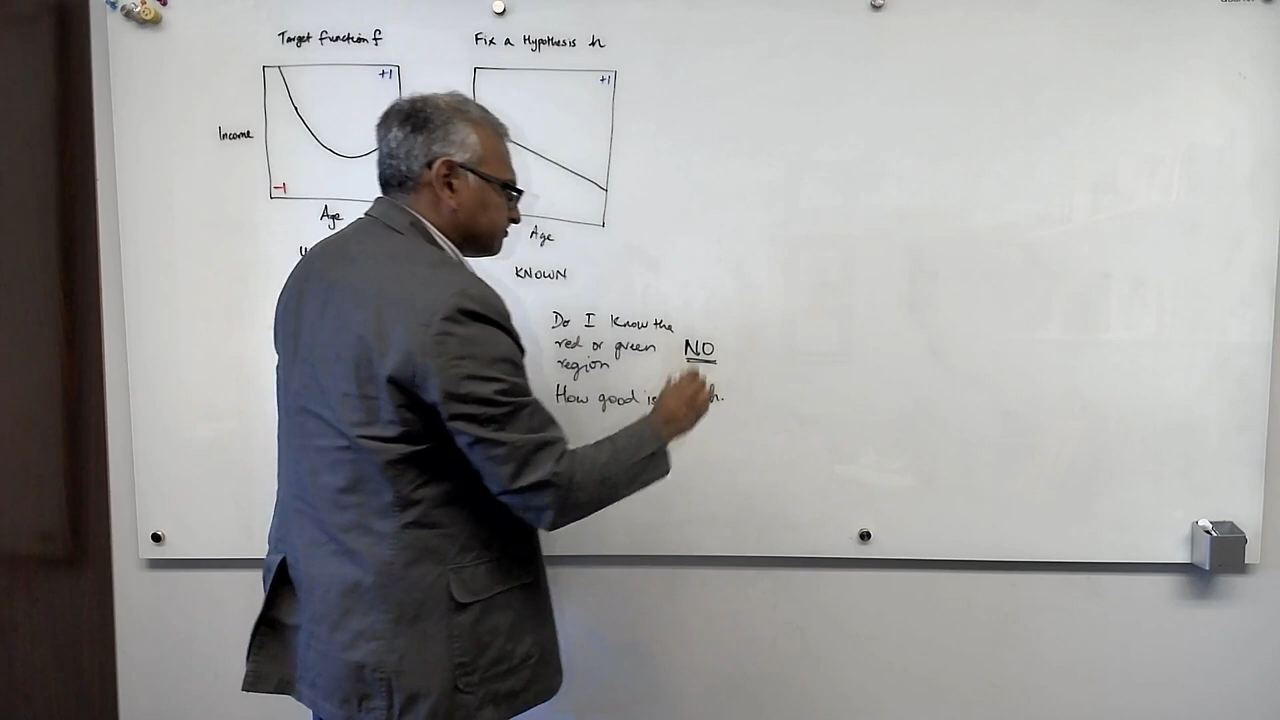 Target function f
Fix a Hypothesis h
+1
+1
Income
-1
Age
Age
KNOWN
Do I know the
red or green
region
NO
How good is h.